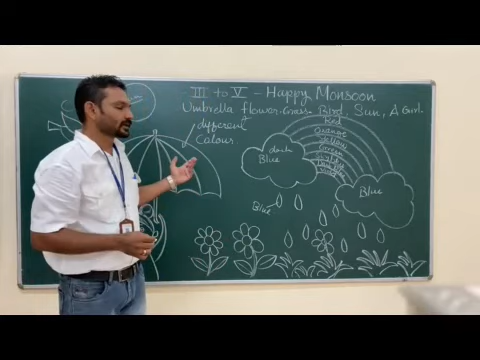 III to V - Happy Monsoon
Umbrella flower. Grass. Bird, Sun, A Girl.
different
Colour
Red
Orange
Yellow
Green
dark
Blue
Blue
Blue